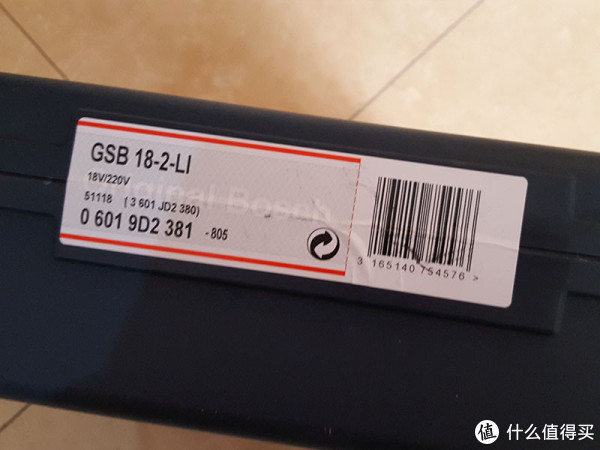 GSB 18-2-LI
18V/220V
51118 ( 3 601 JD2 380)
Original Bosch
0 601 9D2 381 - 805
3 165140 754576 >
值 什么值得买